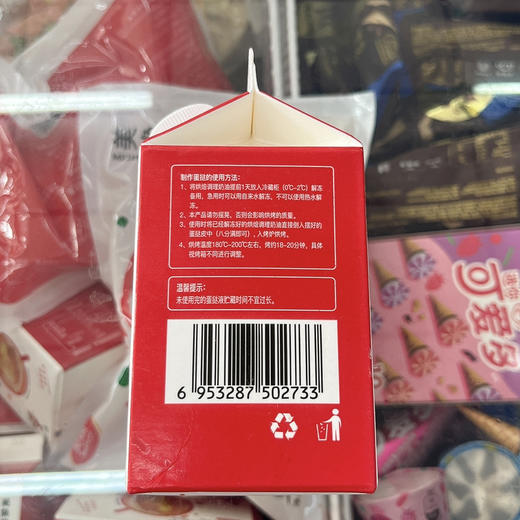 制作蛋挞的使用方法:
1、将烘焙调理奶油提前1天放入冷藏柜（0℃-2℃）解冻
备用，急用时可以用自来水解冻，不可以使用热水解
冻。
2、本产品请勿摇晃，否则会影响烘烤的质量。
3、使用时将已经解冻好的烘焙调理奶油直接倒入摆好的
蛋挞皮中（八分满即可），入烤炉烘烤。
4、烘烤温度180℃-200℃左右，烤约18-20分钟，具体
视烤箱不同进行调整。
温馨提示:
未使用完的蛋挞液贮藏时间不宜过长。
6 953287 502733
美
可爱多